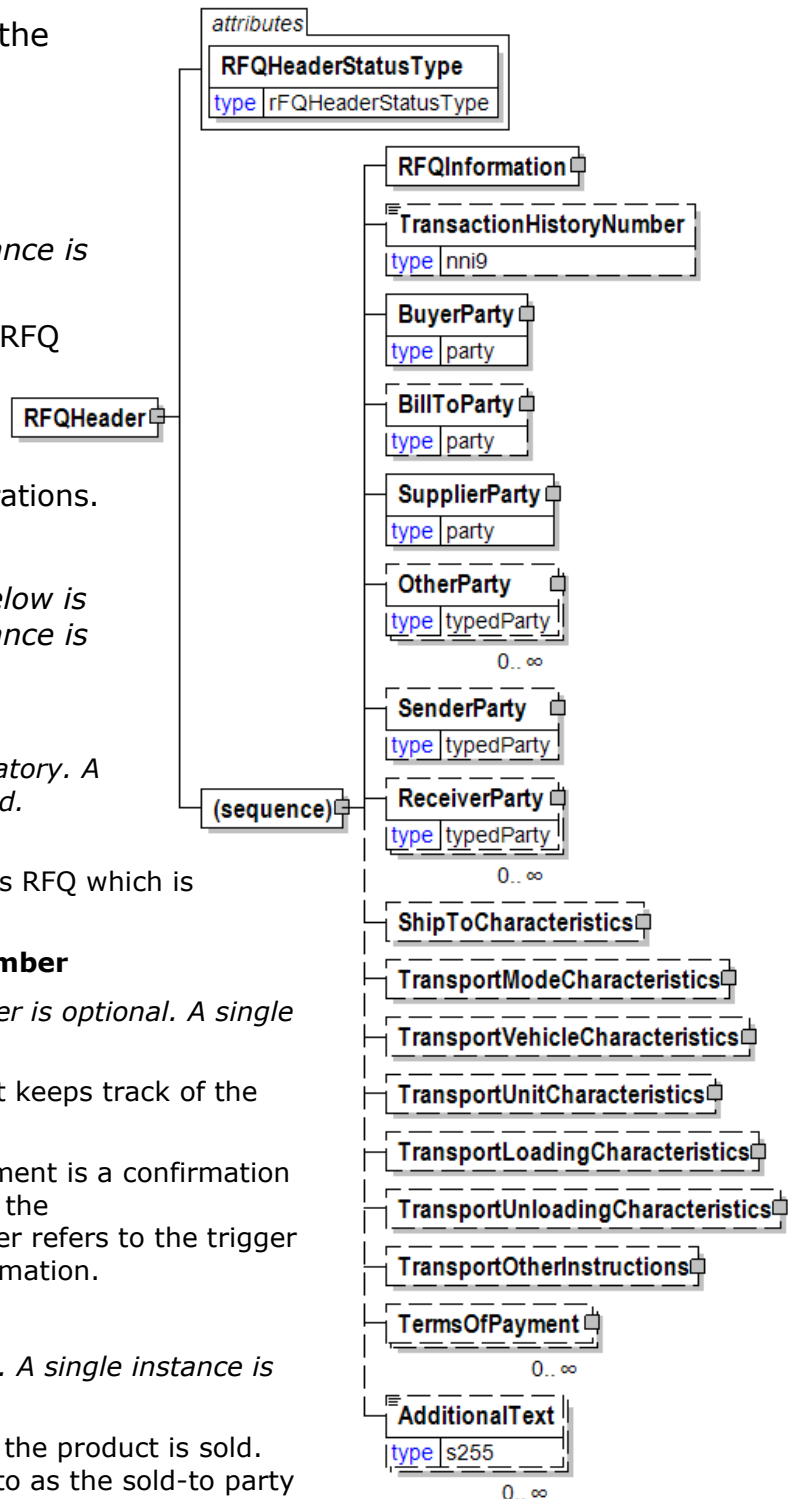 the
ance is
RFQ
ations.
elow is
ance is
atory. A
d.
s RFQ which is
mber
er is optional. A single
t keeps track of the
ment is a confirmation
the
er refers to the trigger
mation.
. A single instance is
the product is sold.
to as the sold-to party
attributes
RFQHeaderStatusType
type rFQHeaderStatusType
RFQHeader
(sequence)
RFQInformation
TransactionHistoryNumber
type nni9
BuyerParty
type party
BillToParty
type party
SupplierParty
type party
OtherParty
type typedParty
0.. ∞
SenderParty
type typedParty
ReceiverParty
type typedParty
0.. ∞
ShipToCharacteristics
TransportModeCharacteristics
TransportVehicleCharacteristics
TransportUnitCharacteristics
TransportLoadingCharacteristics
TransportUnloadingCharacteristics
TransportOtherInstructions
TermsOfPayment
0.. ∞
AdditionalText
type s255
0.. ∞